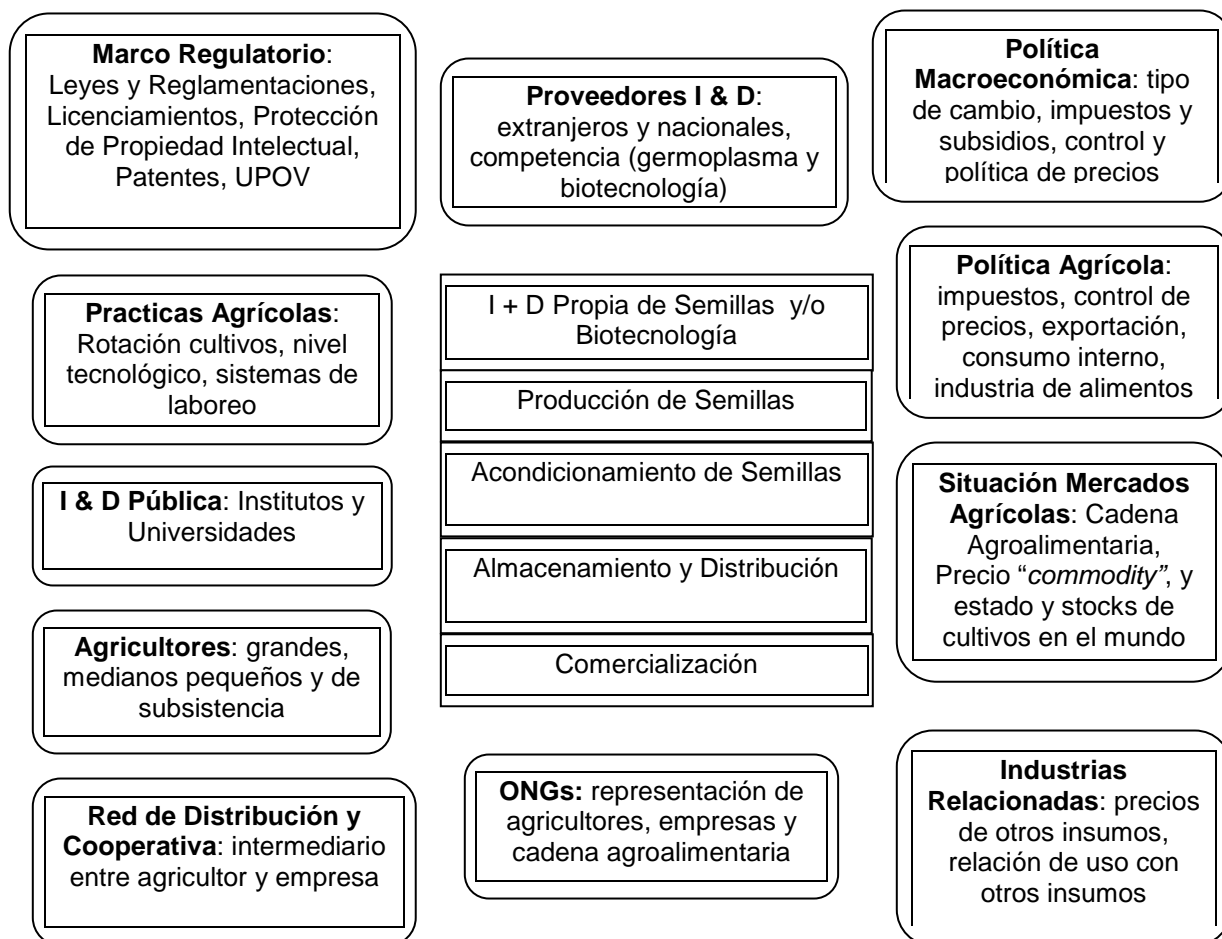 Marco Regulatorio:
Leyes y Reglamentaciones,
Licenciamientos, Protección
de Propiedad Intelectual,
Patentes, UPOV
Practicas Agrícolas:
Rotación cultivos, nivel
tecnológico, sistemas de
laboreo
I & D Pública: Institutos y
Universidades
Agricultores: grandes,
medianos pequeños y de
subsistencia
Red de Distribución y
Cooperativa: intermediario
entre agricultor y empresa
Proveedores I & D:
extranjeros y nacionales,
competencia (germoplasma y
biotecnología)
I + D Propia de Semillas y/o
Biotecnología
Producción de Semillas
Acondicionamiento de Semillas
Almacenamiento y Distribución
Comercialización
ONGs: representación de
agricultores, empresas y
cadena agroalimentaria
Política
Macroeconómica: tipo
de cambio, impuestos y
subsidios, control y
política de precios
Política Agrícola:
impuestos, control de
precios, exportación,
consumo interno,
industria de alimentos
Situación Mercados
Agrícolas: Cadena
Agroalimentaria,
Precio “commodity”, y
estado y stocks de
cultivos en el mundo
Industrias
Relacionadas: precios
de otros insumos,
relación de uso con
otros insumos